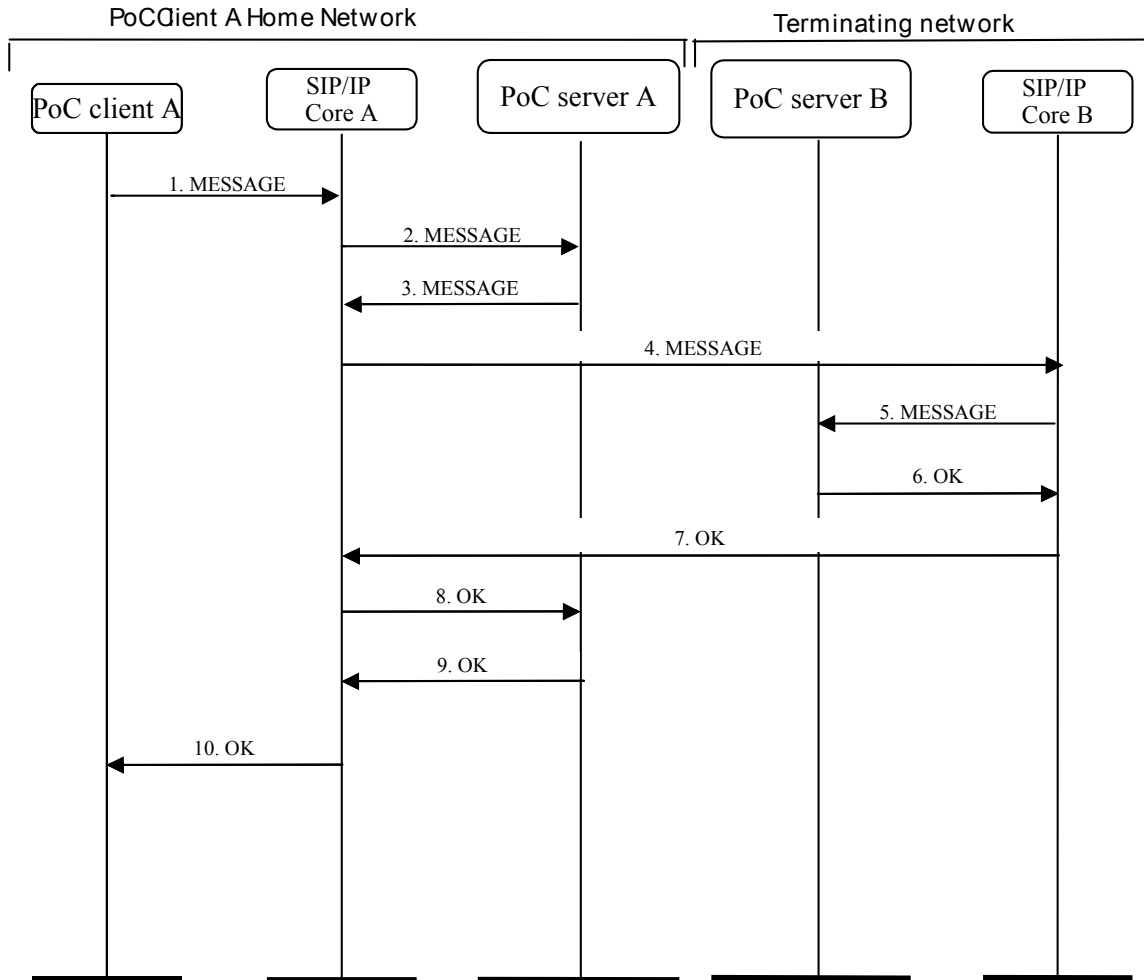 PoCClient A Home Network
Terminating network
PoC client A
SIP/IP
Core A
PoC server A
PoC server B
SIP/IP
Core B
1. MESSAGE
2. MESSAGE
3. MESSAGE
4. MESSAGE
5. MESSAGE
6. OK
7. OK
8. OK
9. OK
10. OK